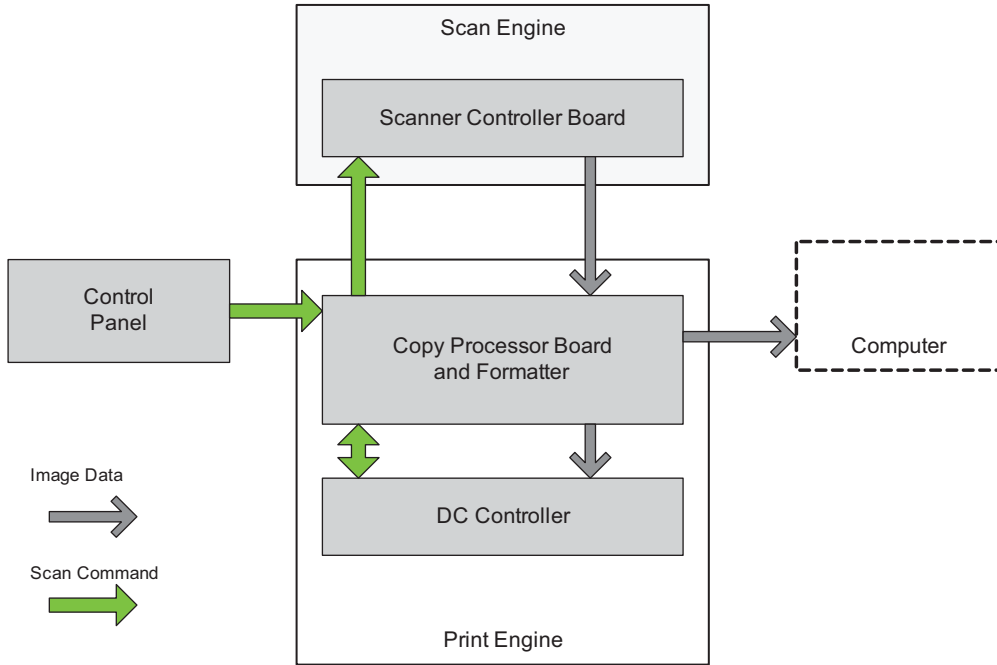 Scan Engine
Scanner Controller Board
Control
Panel
Copy Processor Board
and Formatter
Computer
Image Data
DC Controller
Scan Command
Print Engine